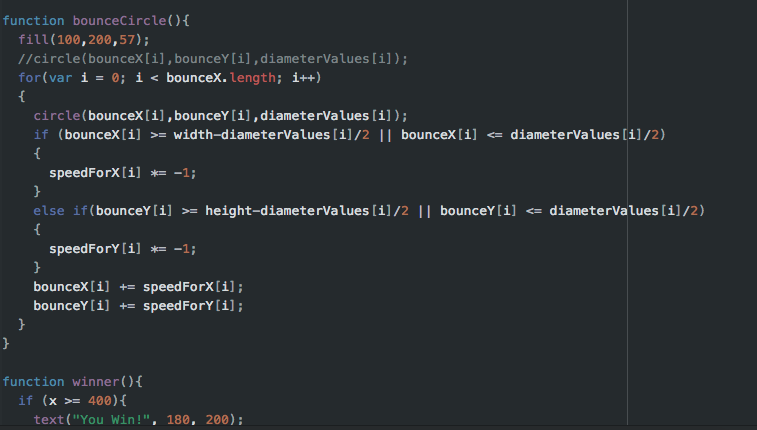 function bounceCircle(){
  fill(100,200,57);
  //circle(bounceX[i],bounceY[i],diameterValues[i]);
  for(var i = 0; i < bounceX.length; i++)
  {
    circle(bounceX[i],bounceY[i],diameterValues[i]);
    if (bounceX[i] >= width-diameterValues[i]/2 || bounceX[i] <= diameterValues[i]/2)
    {
      speedForX[i] *= -1;
    }
    else if(bounceY[i] >= height-diameterValues[i]/2 || bounceY[i] <= diameterValues[i]/2)
    {
      speedForY[i] *= -1;
    }
    bounceX[i] += speedForX[i];
    bounceY[i] += speedForY[i];
  }
}

function winner(){
  if (x >= 400){
    text("You Win!", 180, 200);